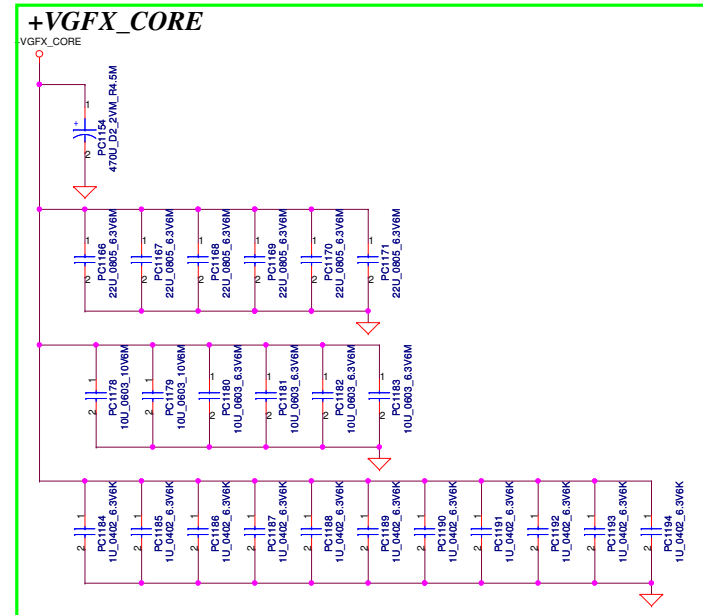 +VGFX_CORE
+VGFX_CORE
1
+
2
PC1154
470U_D2_2VM_R4.5M
1
2
PC1166
22U_0805_6.3V6M
1
2
PC1167
22U_0805_6.3V6M
1
2
PC1168
22U_0805_6.3V6M
1
2
PC1169
22U_0805_6.3V6M
1
2
PC1170
22U_0805_6.3V6M
1
2
PC1171
22U_0805_6.3V6M
1
2
PC1178
10U_0603_10V6M
1
2
PC1179
10U_0603_10V6M
1
2
PC1180
10U_0603_6.3V6M
1
2
PC1181
10U_0603_6.3V6M
1
2
PC1182
10U_0603_6.3V6M
1
2
PC1183
10U_0603_6.3V6M
1
2
PC1184
1U_0402_6.3V6K
1
2
PC1185
1U_0402_6.3V6K
1
2
PC1186
1U_0402_6.3V6K
1
2
PC1187
1U_0402_6.3V6K
1
2
PC1188
1U_0402_6.3V6K
1
2
PC1189
1U_0402_6.3V6K
1
2
PC1190
1U_0402_6.3V6K
1
2
PC1191
1U_0402_6.3V6K
1
2
PC1192
1U_0402_6.3V6K
1
2
PC1193
1U_0402_6.3V6K
1
2
PC1194
1U_0402_6.3V6K